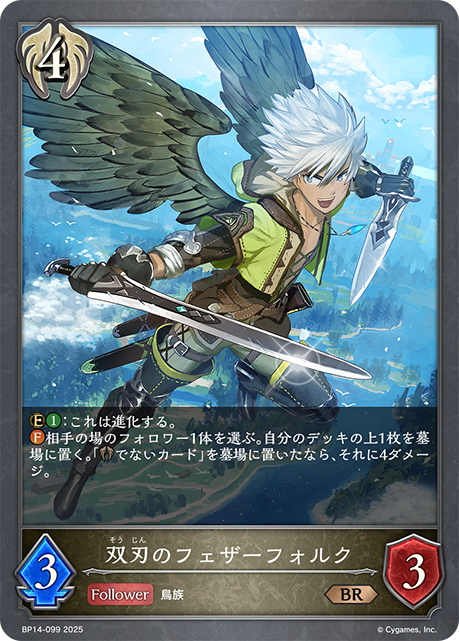 4
E 1：これは進化する。
F 相手の場のフォロワー1体を選ぶ。自分のデッキの上1枚を墓
場に置く。「でないカード」を墓場に置いたなら、それに4ダメー
ジ。
そう じん
双刃のフェザーフォルク
3
Follower 鳥族
BR
3
BP14-099 2025
© Cygames, Inc.